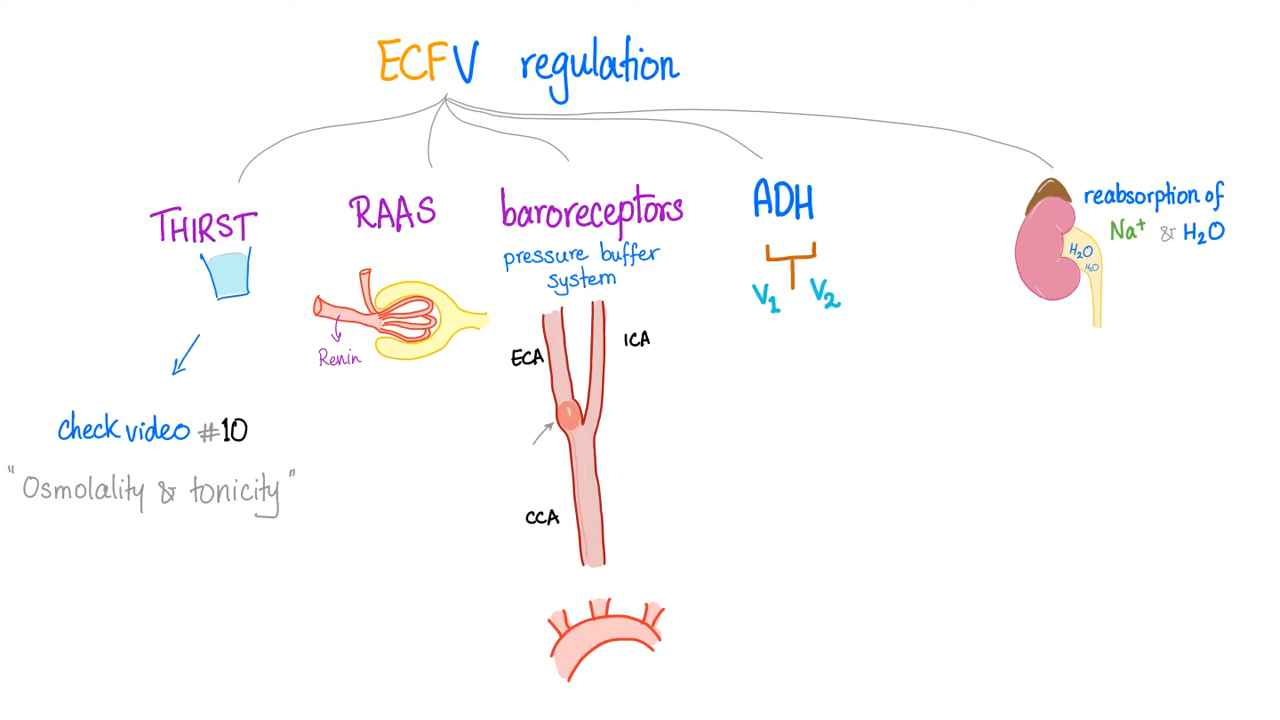 ECFV regulation
THIRST
RAAS
Renin
baroreceptors
pressure buffer
system
ECA
ICA
CCA
ADH
V1 V2
reabsorption of
Na⁺ & H2O
H2O
H2O
check video #10
"Osmolality & tonicity"